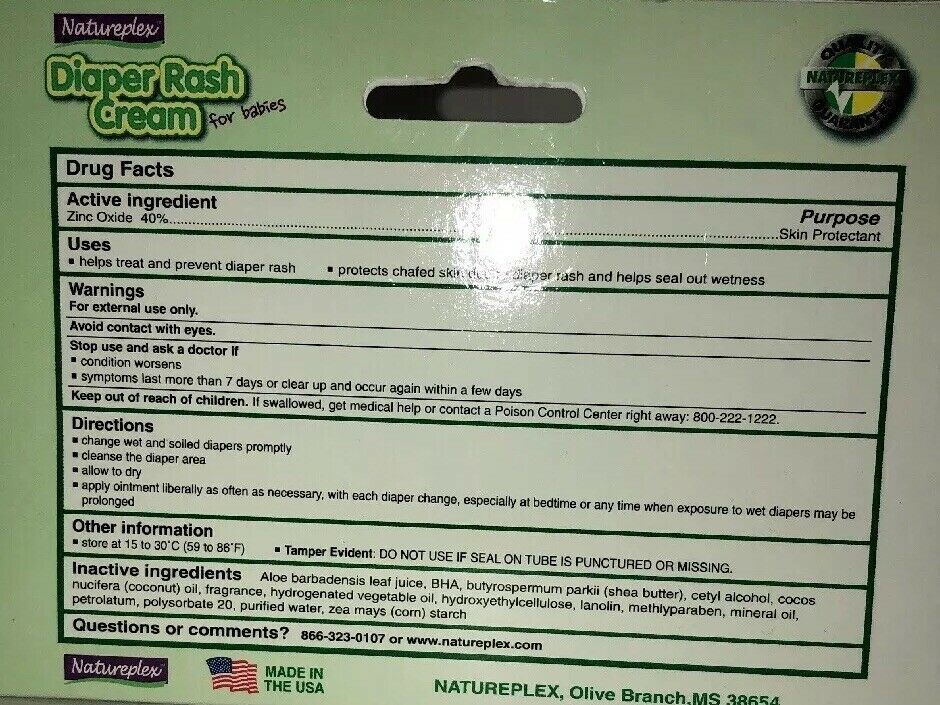 Natureplex
Diaper Rash
Cream for babies
QUALITY
NATUREPLEX
GUARANTEE
Drug Facts
Active ingredient
Purpose
Zinc Oxide 40%..........Skin Protectant
Uses
▪ helps treat and prevent diaper rash ▪ protects chafed skin diaper rash and helps seal out wetness
Warnings
For external use only.
Avoid contact with eyes.
Stop use and ask a doctor if
▪ condition worsens
▪ symptoms last more than 7 days or clear up and occur again within a few days
Keep out of reach of children. If swallowed, get medical help or contact a Poison Control Center right away: 800-222-1222.
Directions
▪ change wet and soiled diapers promptly
▪ cleanse the diaper area
▪ allow to dry
▪ apply ointment liberally as often as necessary, with each diaper change, especially at bedtime or any time when exposure to wet diapers may be
prolonged
Other information
▪ store at 15 to 30°C (59 to 86°F) ▪ Tamper Evident: DO NOT USE IF SEAL ON TUBE IS PUNCTURED OR MISSING.
Inactive ingredients Aloe barbadensis leaf juice, BHA, butyrospermum parkii (shea butter), cetyl alcohol, cocos
nucifera (coconut) oil, fragrance, hydrogenated vegetable oil, hydroxyethylcellulose, lanolin, methlyparaben, mineral oil,
petrolatum, polysorbate 20, purified water, zea mays (corn) starch
Questions or comments? 866-323-0107 or www.natureplex.com
Natureplex
MADE IN
THE USA
NATUREPLEX, Olive Branch,MS 38654